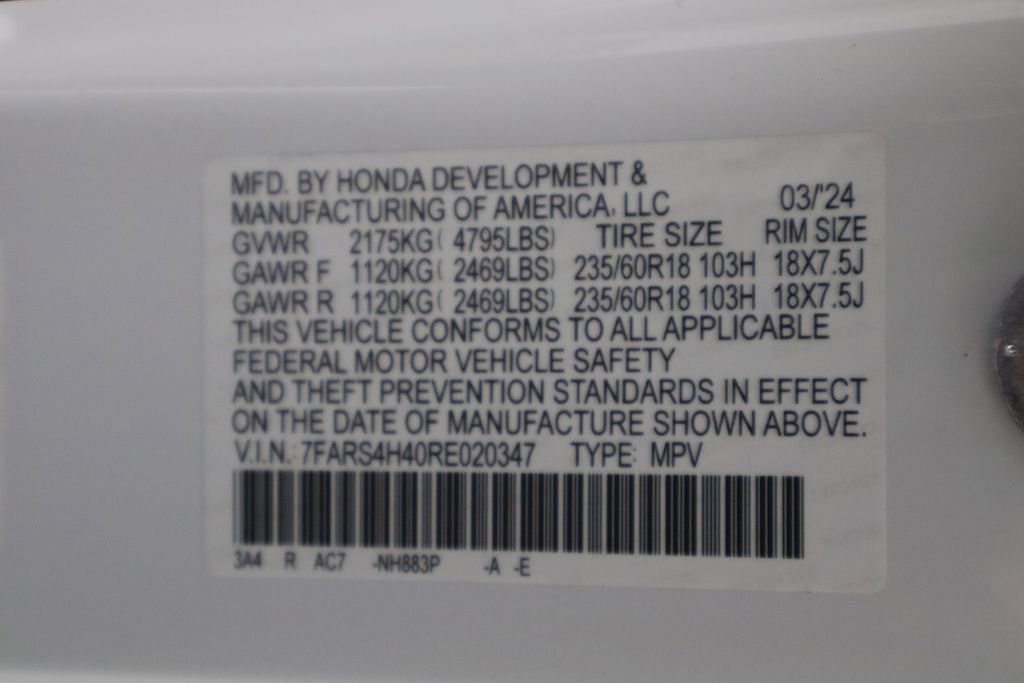 MFD. BY HONDA DEVELOPMENT &
MANUFACTURING OF AMERICA, LLC 03/'24
GVWR 2175KG( 4795LBS) TIRE SIZE RIM SIZE
GAWR F 1120KG( 2469LBS) 235/60R18 103H 18X7.5J
GAWR R 1120KG( 2469LBS) 235/60R18 103H 18X7.5J
THIS VEHICLE CONFORMS TO ALL APPLICABLE
FEDERAL MOTOR VEHICLE SAFETY
AND THEFT PREVENTION STANDARDS IN EFFECT
ON THE DATE OF MANUFACTURE SHOWN ABOVE.
V.I.N.: 7FARS4H40RE020347 TYPE: MPV
3A4 R AC7 -NH883P -A -E